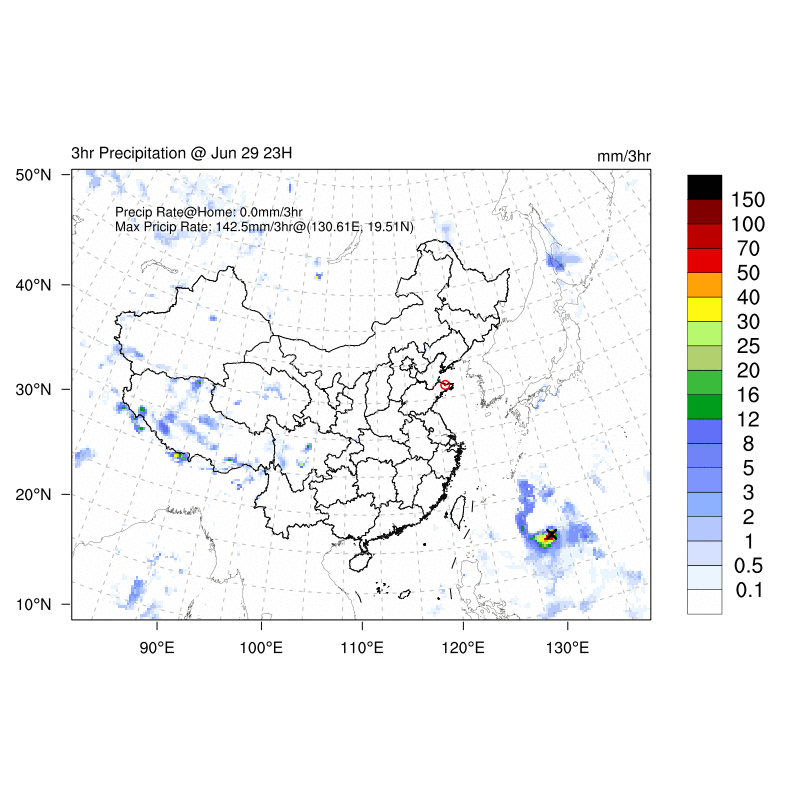 3hr Precipitation @ Jun 29 23H
mm/3hr
Precip Rate@Home: 0.0mm/3hr
Max Pricip Rate: 142.5mm/3hr@(130.61E, 19.51N)
50°N
40°N
30°N
20°N
10°N
90°E
100°E
110°E
120°E
130°E
150
100
70
50
40
30
25
20
16
12
8
5
3
2
1
0.5
0.1